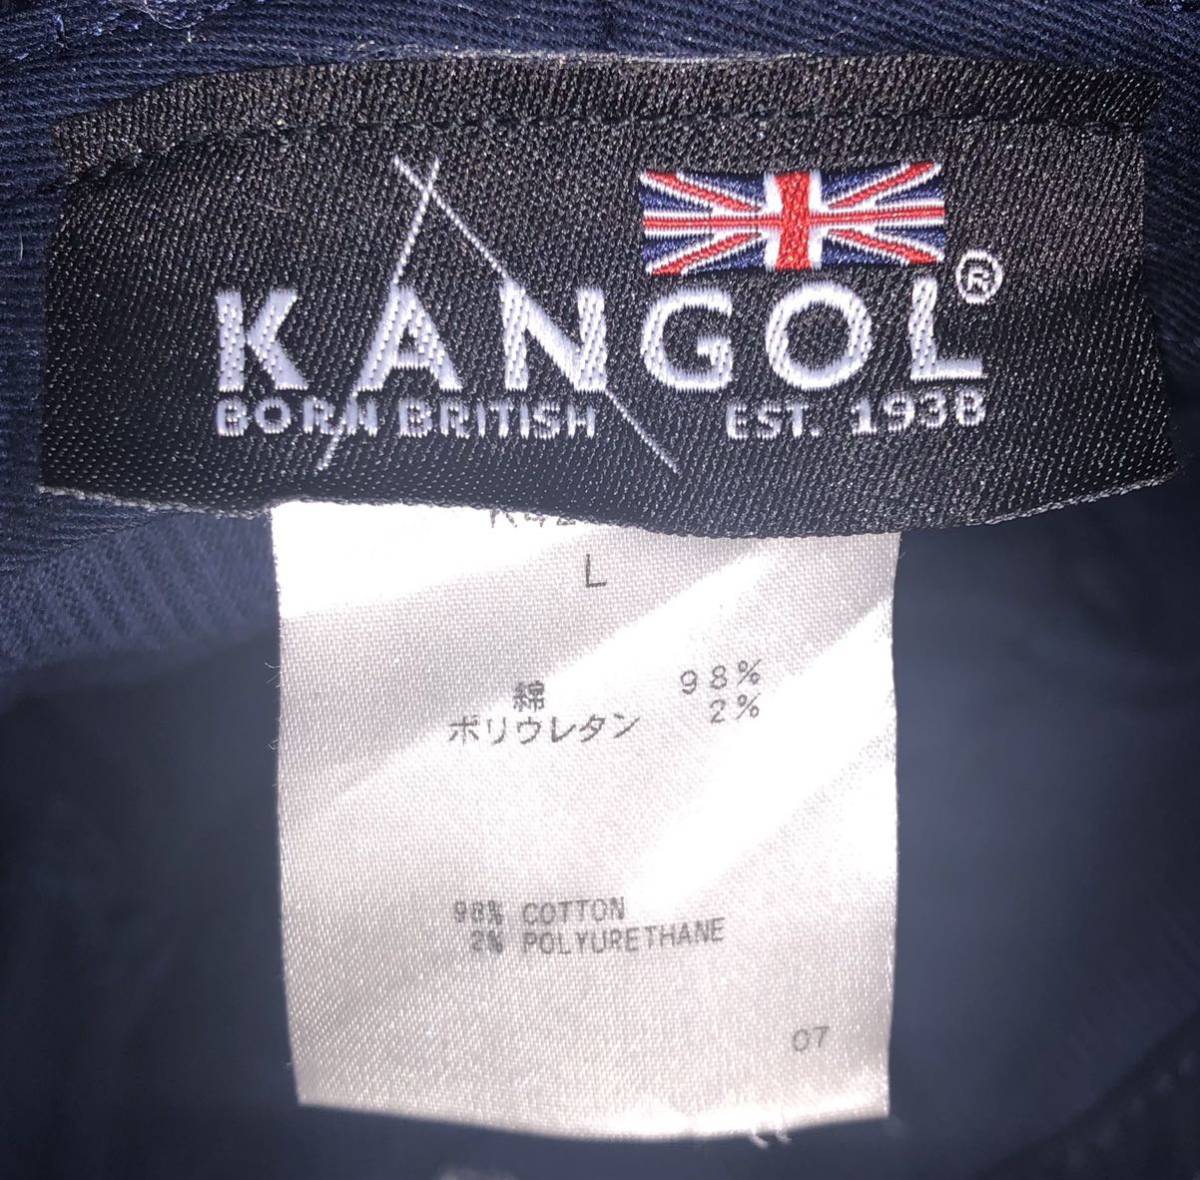 KANGOL®
BORN BRITISH EST. 1938
L
綿 98%
ポリウレタン 2%
98% COTTON
2% POLYURETHANE
07